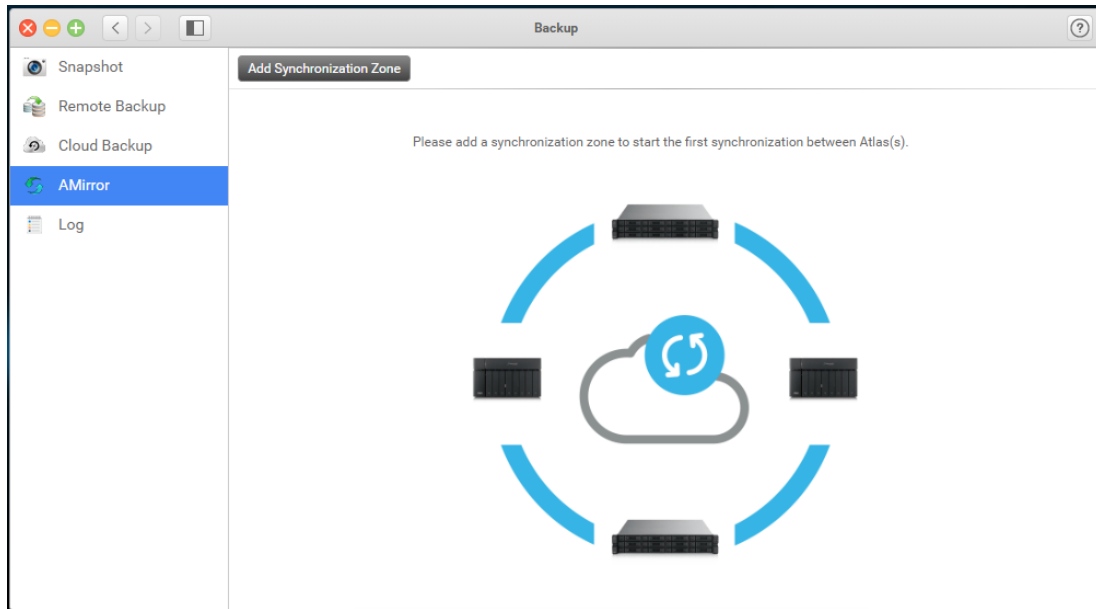 Backup
Snapshot
Remote Backup
Cloud Backup
AMirror
Log
Add Synchronization Zone
Please add a synchronization zone to start the first synchronization between Atlas(s).